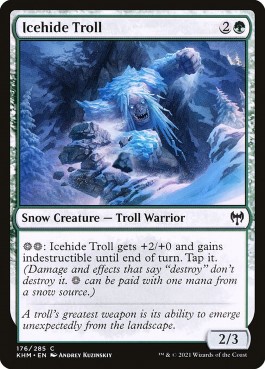 Icehide Troll 2
Snow Creature — Troll Warrior
: Icehide Troll gets +2/+0 and gains
indestructible until end of turn. Tap it.
(Damage and effects that say "destroy" don't
destroy it. can be paid with one mana from
a snow source.)
A troll's greatest weapon is its ability to emerge
unexpectedly from the landscape.
2/3
176/285 C
KHM • EN Andrey Kuzinskiy
™ & © 2021 Wizards of the Coast